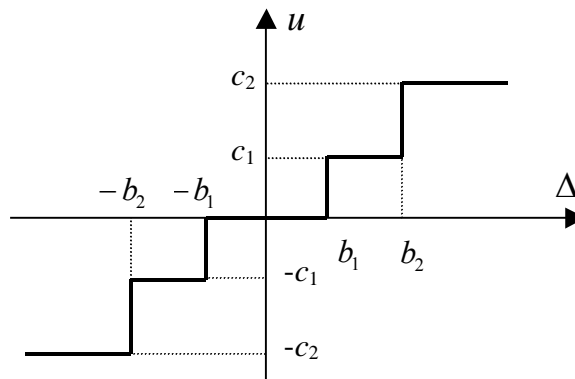 u
c₂
c₁
−b₂ −b₁ Δ
b₁ b₂
-c₁
-c₂